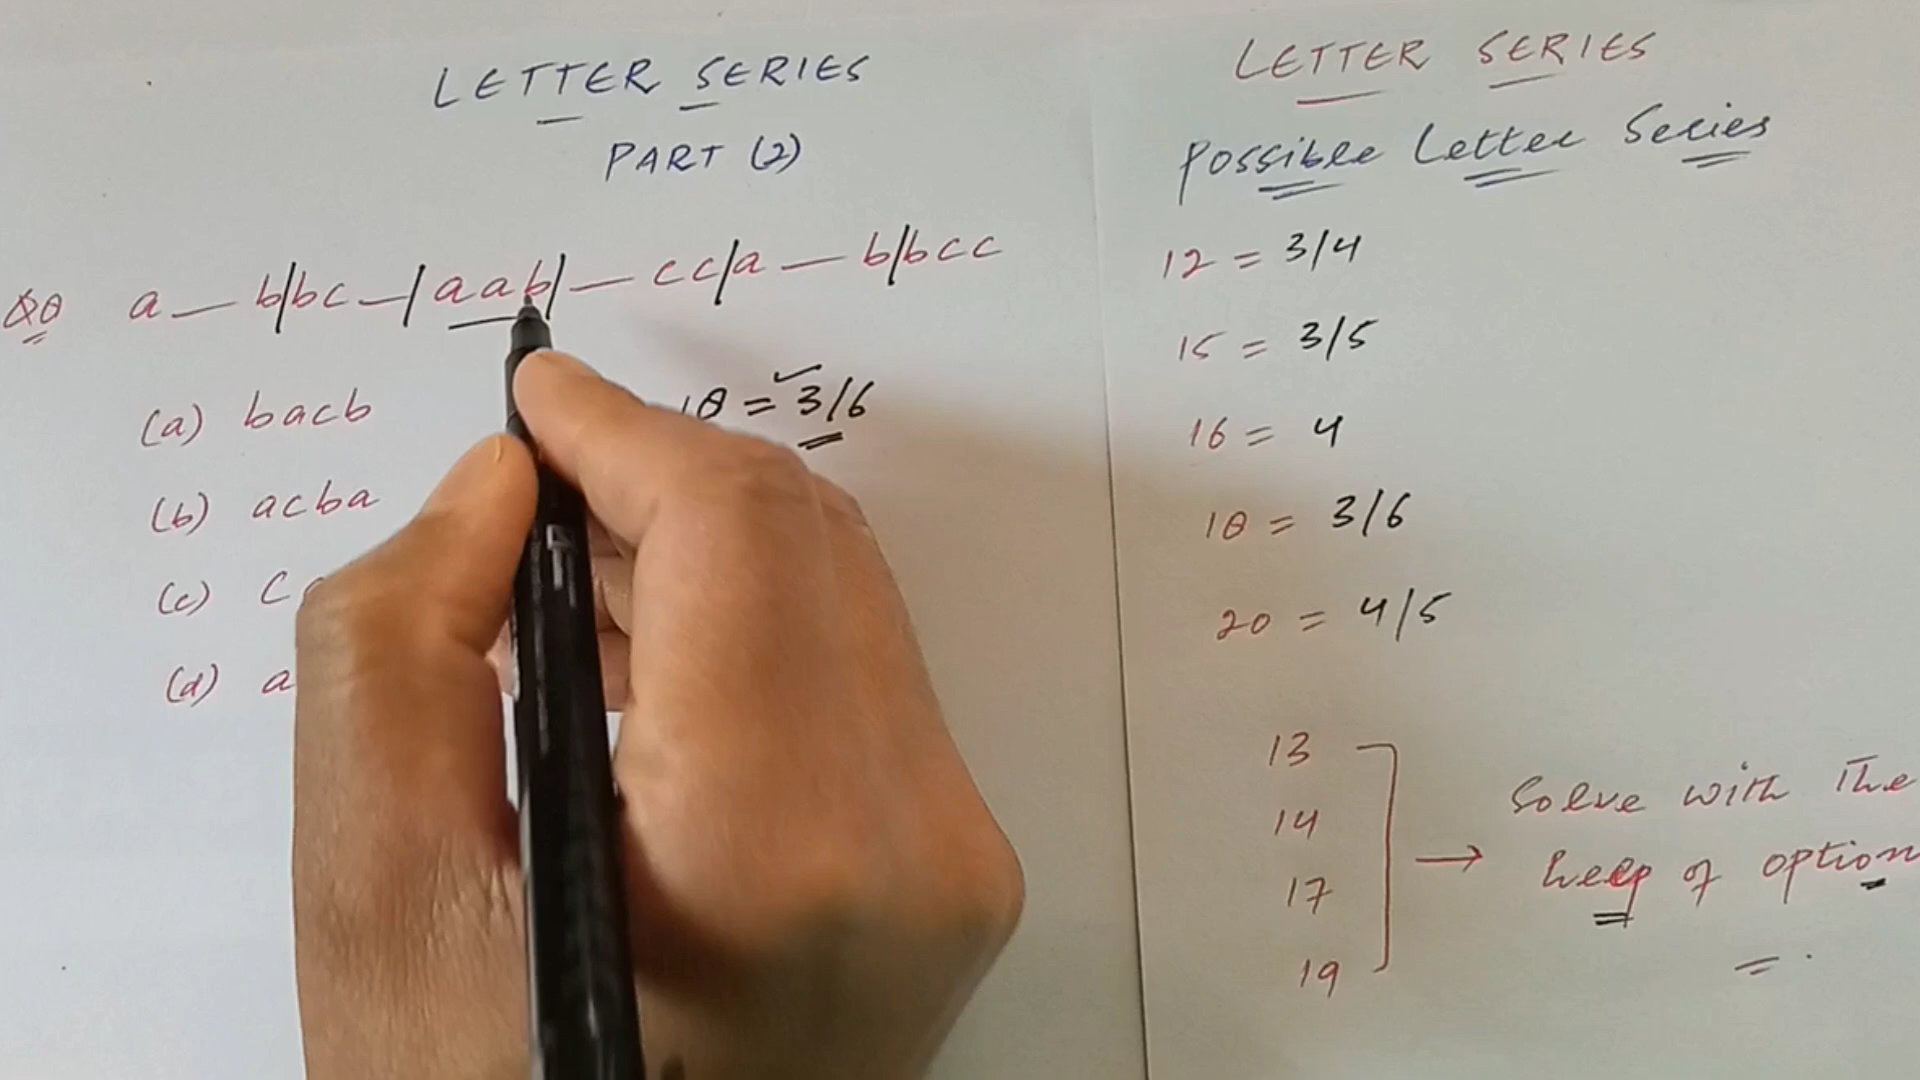 LETTER SERIES
PART (2)
Q8 a _ b/bc _/aab/_ cc/a _ b/bcc
(a) bacb
(b) acba
(c)
(d)
18 = 3/6
LETTER SERIES
Possible Letter Series
12 = 3/4
15 = 3/5
16 = 4
18 = 3/6
20 = 4/5
13
14
17
19
→ Solve with the
help of option